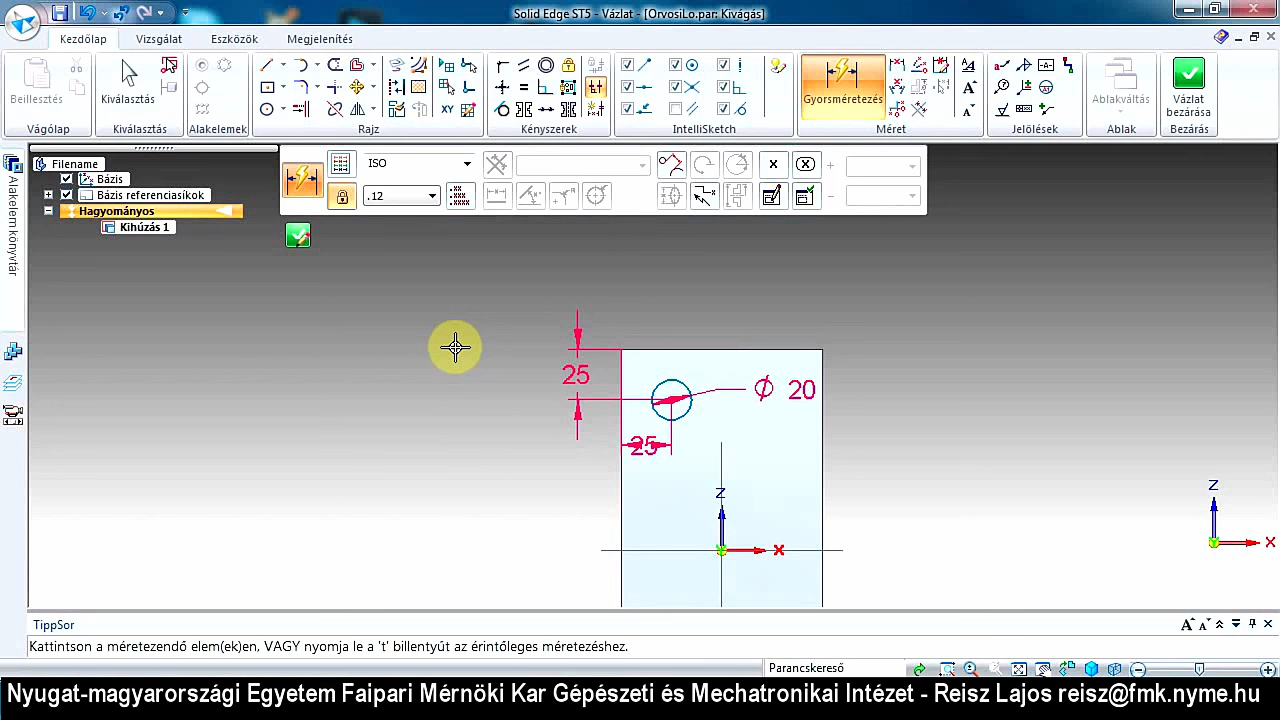 Solid Edge ST5 - Vázlat - [OrvosiLo.par: Kivágás]
Kezdőlap Vizsgálat Eszközök Megjelenítés
Beillesztés
Kiválasztás
XY
Gyorsméretezés
Ablakváltás
Vázlat bezárása
Vágólap Kiválasztás Alakelemek Rajz Kényszerek IntelliSketch Méret Jelölések Ablak Bezárás
Alakelem könyvtár
Filename
Bázis
Bázis referenciasíkok
Hagyományos
Kihúzás 1
ISO
.12
25
Ø 20
25
Z
X
Z
X
TippSor
Kattintson a méretezendő elem(ek)en, VAGY nyomja le a 't' billentyűt az érintőleges méretezéshez.
Parancskereső
Nyugat-magyarországi Egyetem Faipari Mérnöki Kar Gépészeti és Mechatronikai Intézet - Reisz Lajos reisz@fmk.nyme.hu